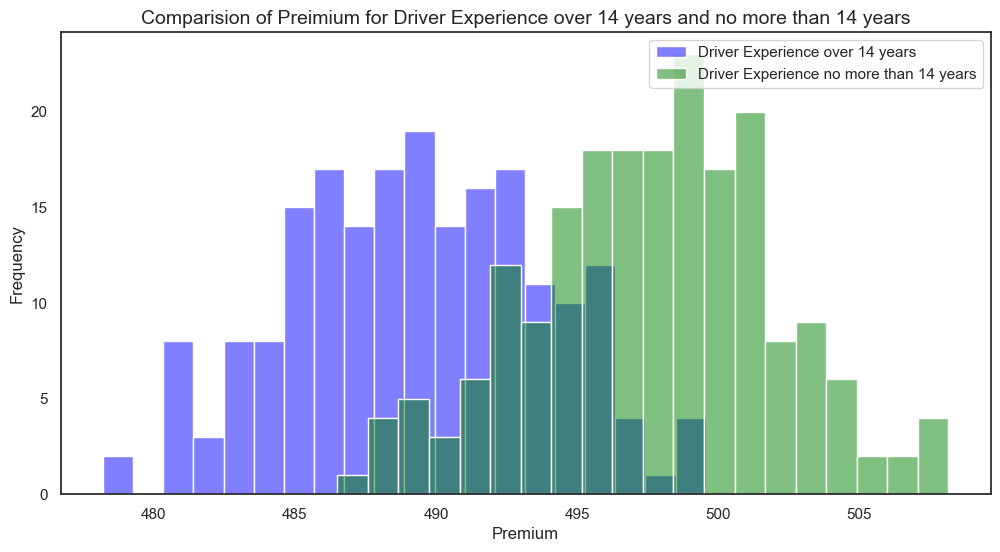 Comparision of Preimium for Driver Experience over 14 years and no more than 14 years
Driver Experience over 14 years
Driver Experience no more than 14 years
Frequency
20
15
10
5
0
480
485
490
495
500
505
Premium